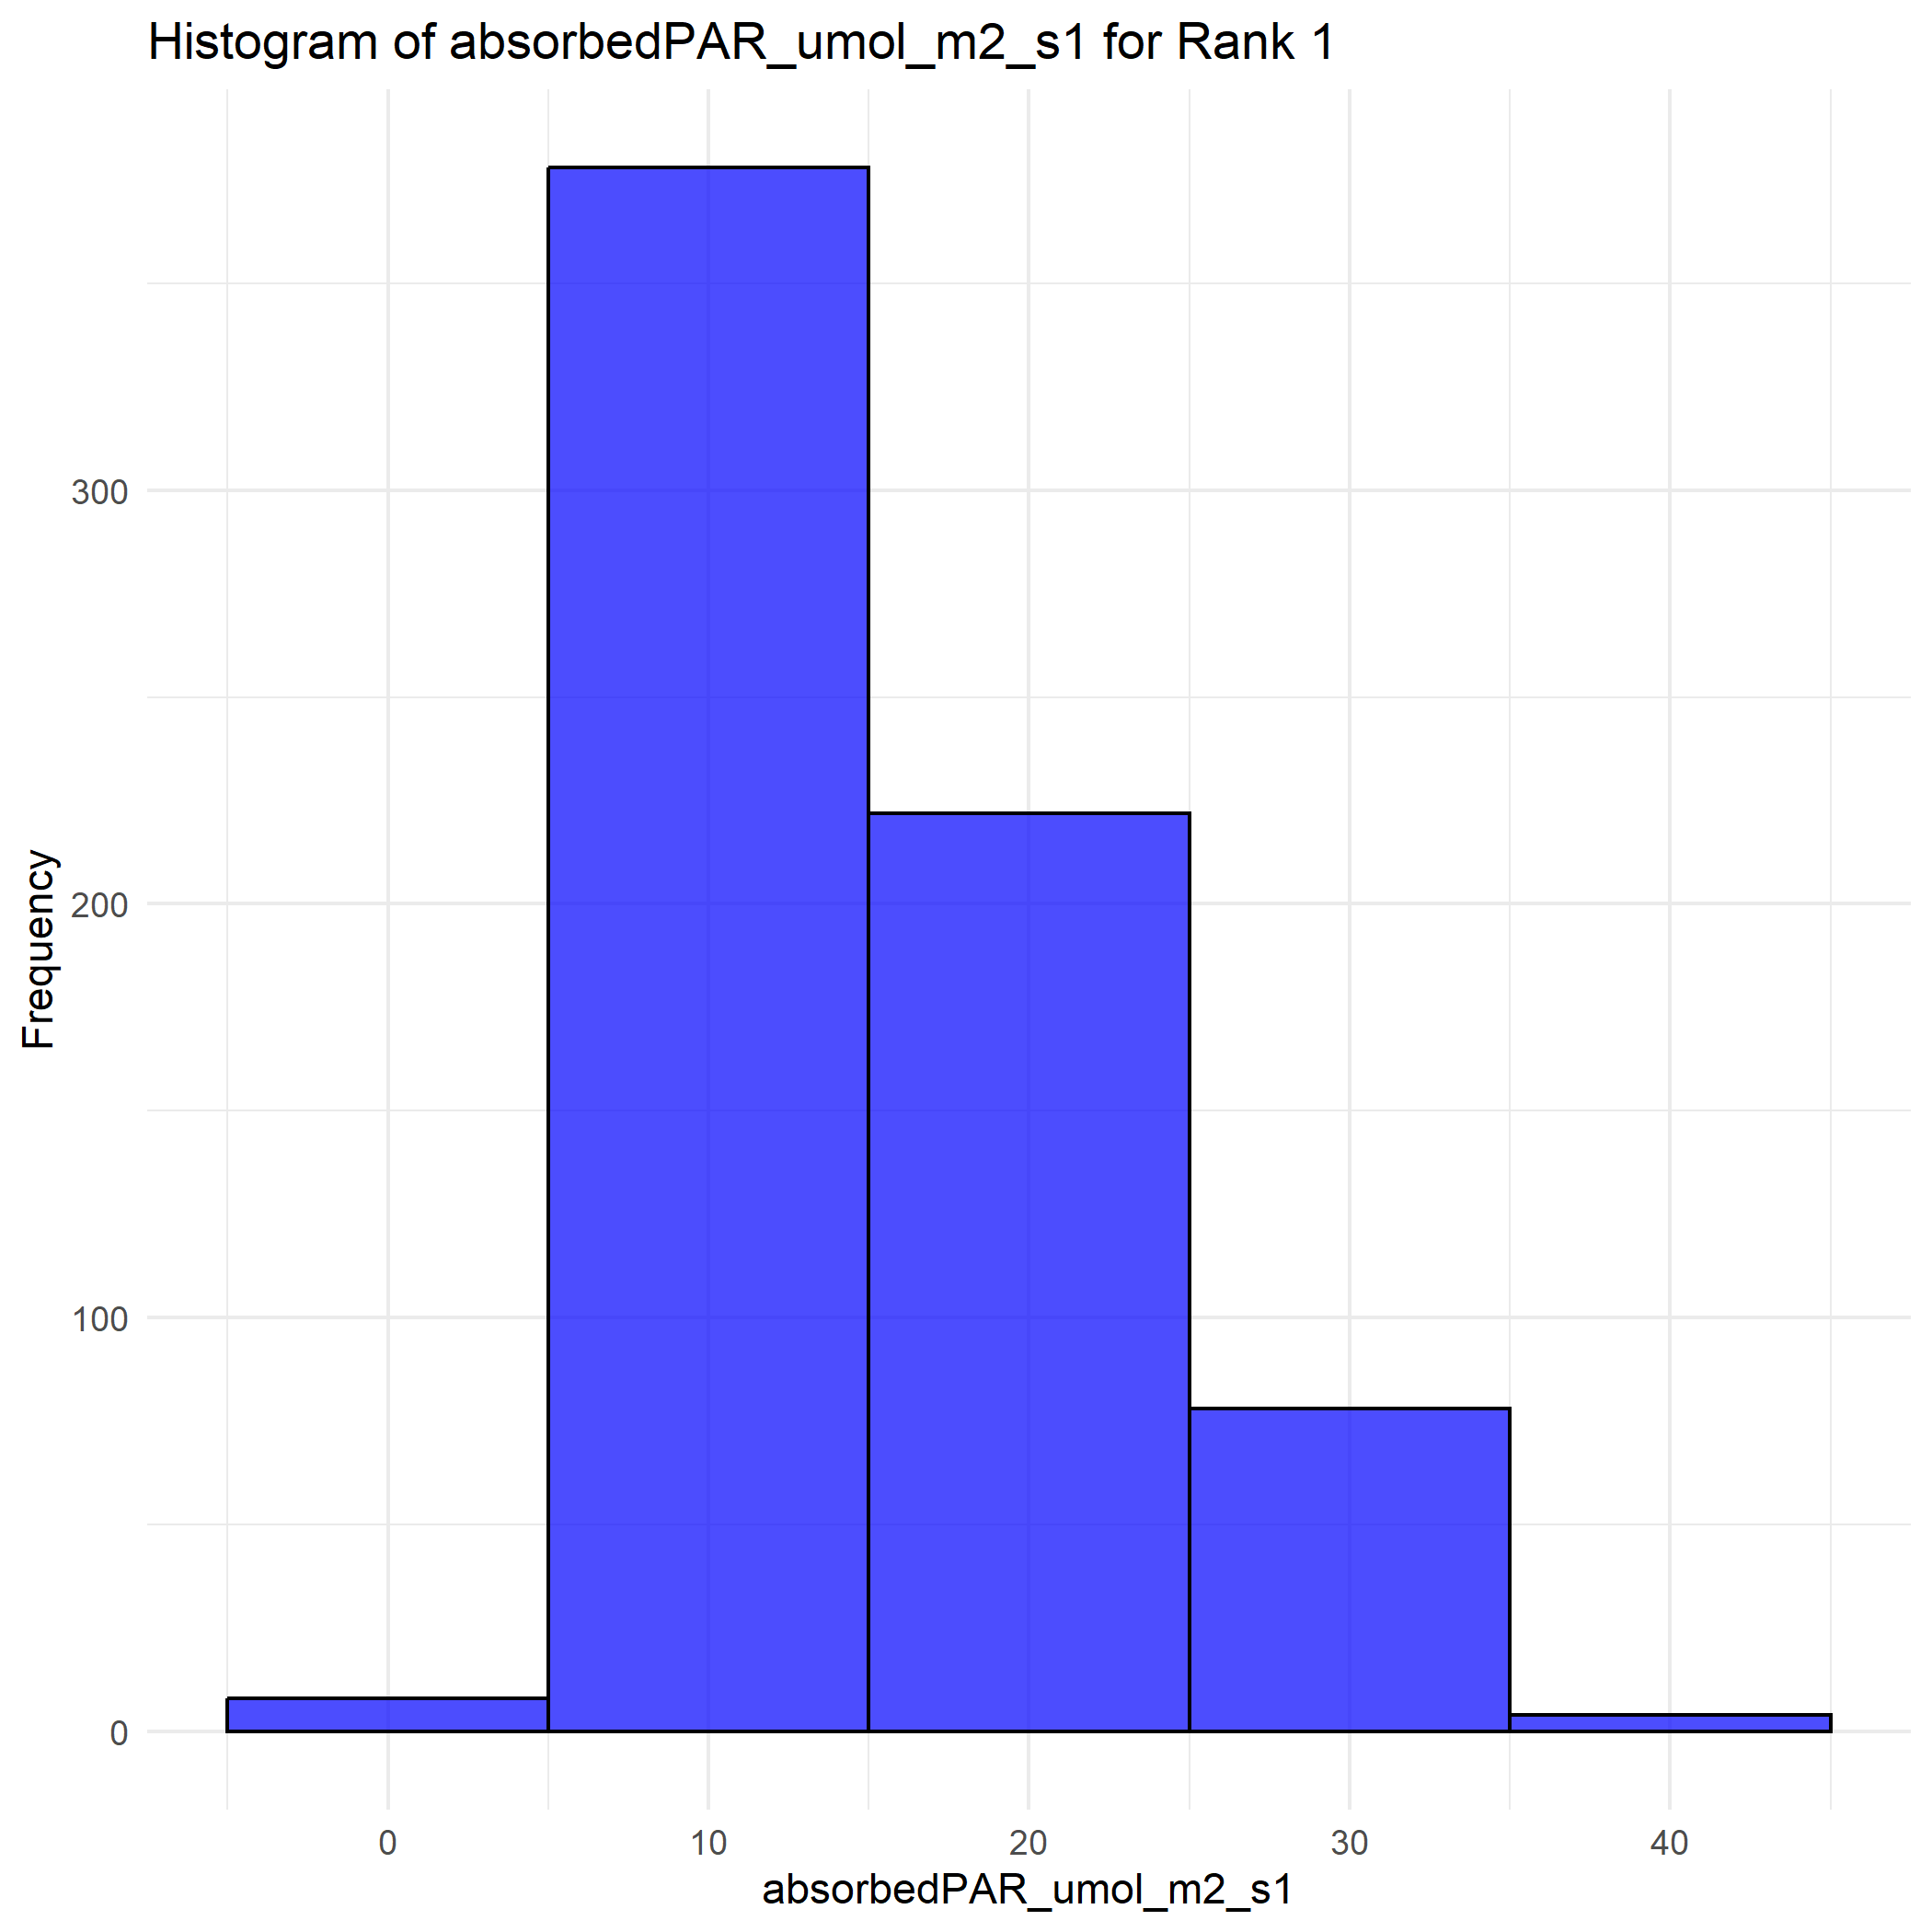 Histogram of absorbedPAR_umol_m2_s1 for Rank 1
Frequency
300
200
100
0
0 10 20 30 40
absorbedPAR_umol_m2_s1